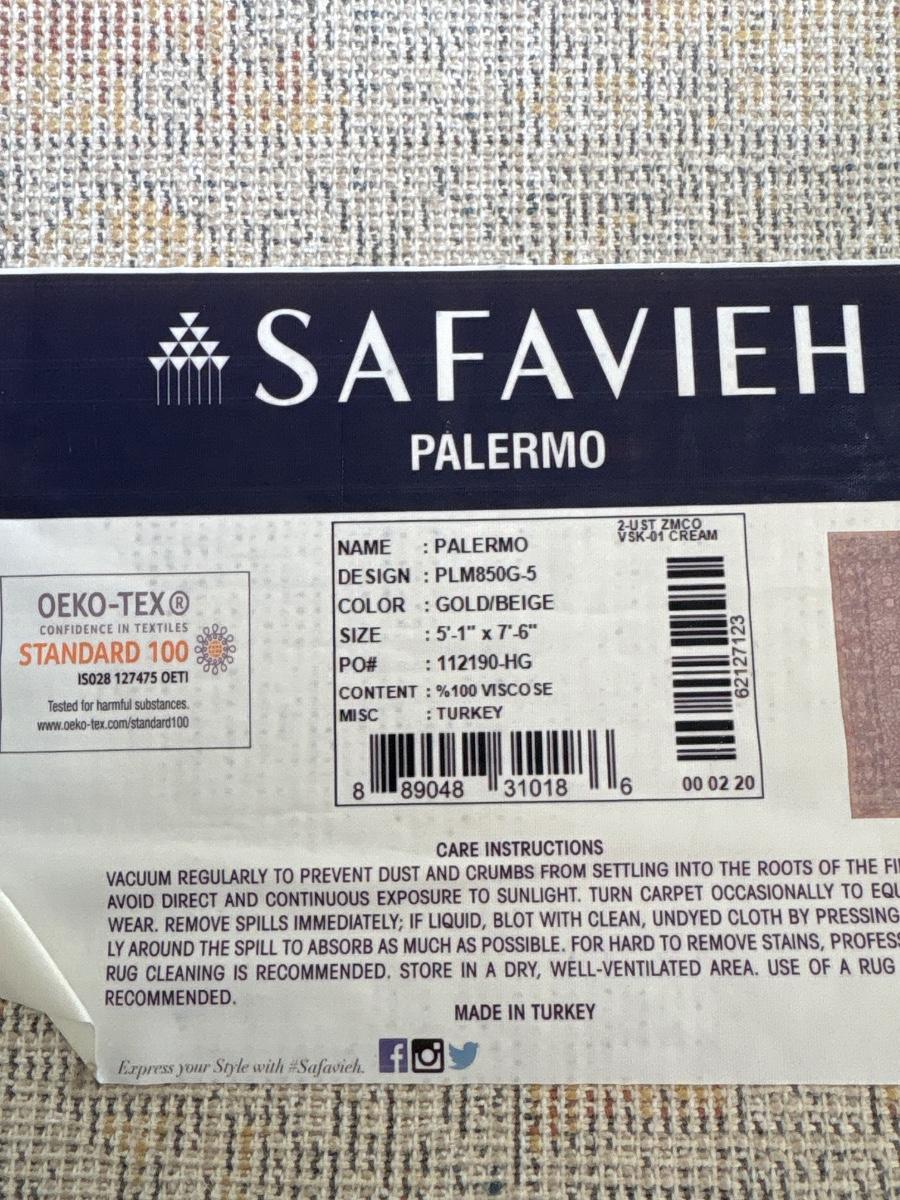 SAFAVIEH
PALERMO
2-UST ZMCO
VSK-01 CREAM
NAME : PALERMO
DESIGN : PLM850G-5
COLOR : GOLD/BEIGE
SIZE : 5'-1" x 7'-6"
PO# : 112190-HG
CONTENT : %100 VISCOSE
MISC : TURKEY
8 89048 31018 6
62127123
00 02 20
OEKO-TEX®
CONFIDENCE IN TEXTILES
STANDARD 100
IS028 127475 OETI
Tested for harmful substances.
www.oeko-tex.com/standard100
CARE INSTRUCTIONS
VACUUM REGULARLY TO PREVENT DUST AND CRUMBS FROM SETTLING INTO THE ROOTS OF THE
AVOID DIRECT AND CONTINUOUS EXPOSURE TO SUNLIGHT. TURN CARPET OCCASIONALLY TO
WEAR. REMOVE SPILLS IMMEDIATELY; IF LIQUID, BLOT WITH CLEAN, UNDYED CLOTH BY PRESSING
LY AROUND THE SPILL TO ABSORB AS MUCH AS POSSIBLE. FOR HARD TO REMOVE STAINS,
RUG CLEANING IS RECOMMENDED. STORE IN A DRY, WELL-VENTILATED AREA. USE OF A RUG
RECOMMENDED.
MADE IN TURKEY
Express your Style with #Safavieh.